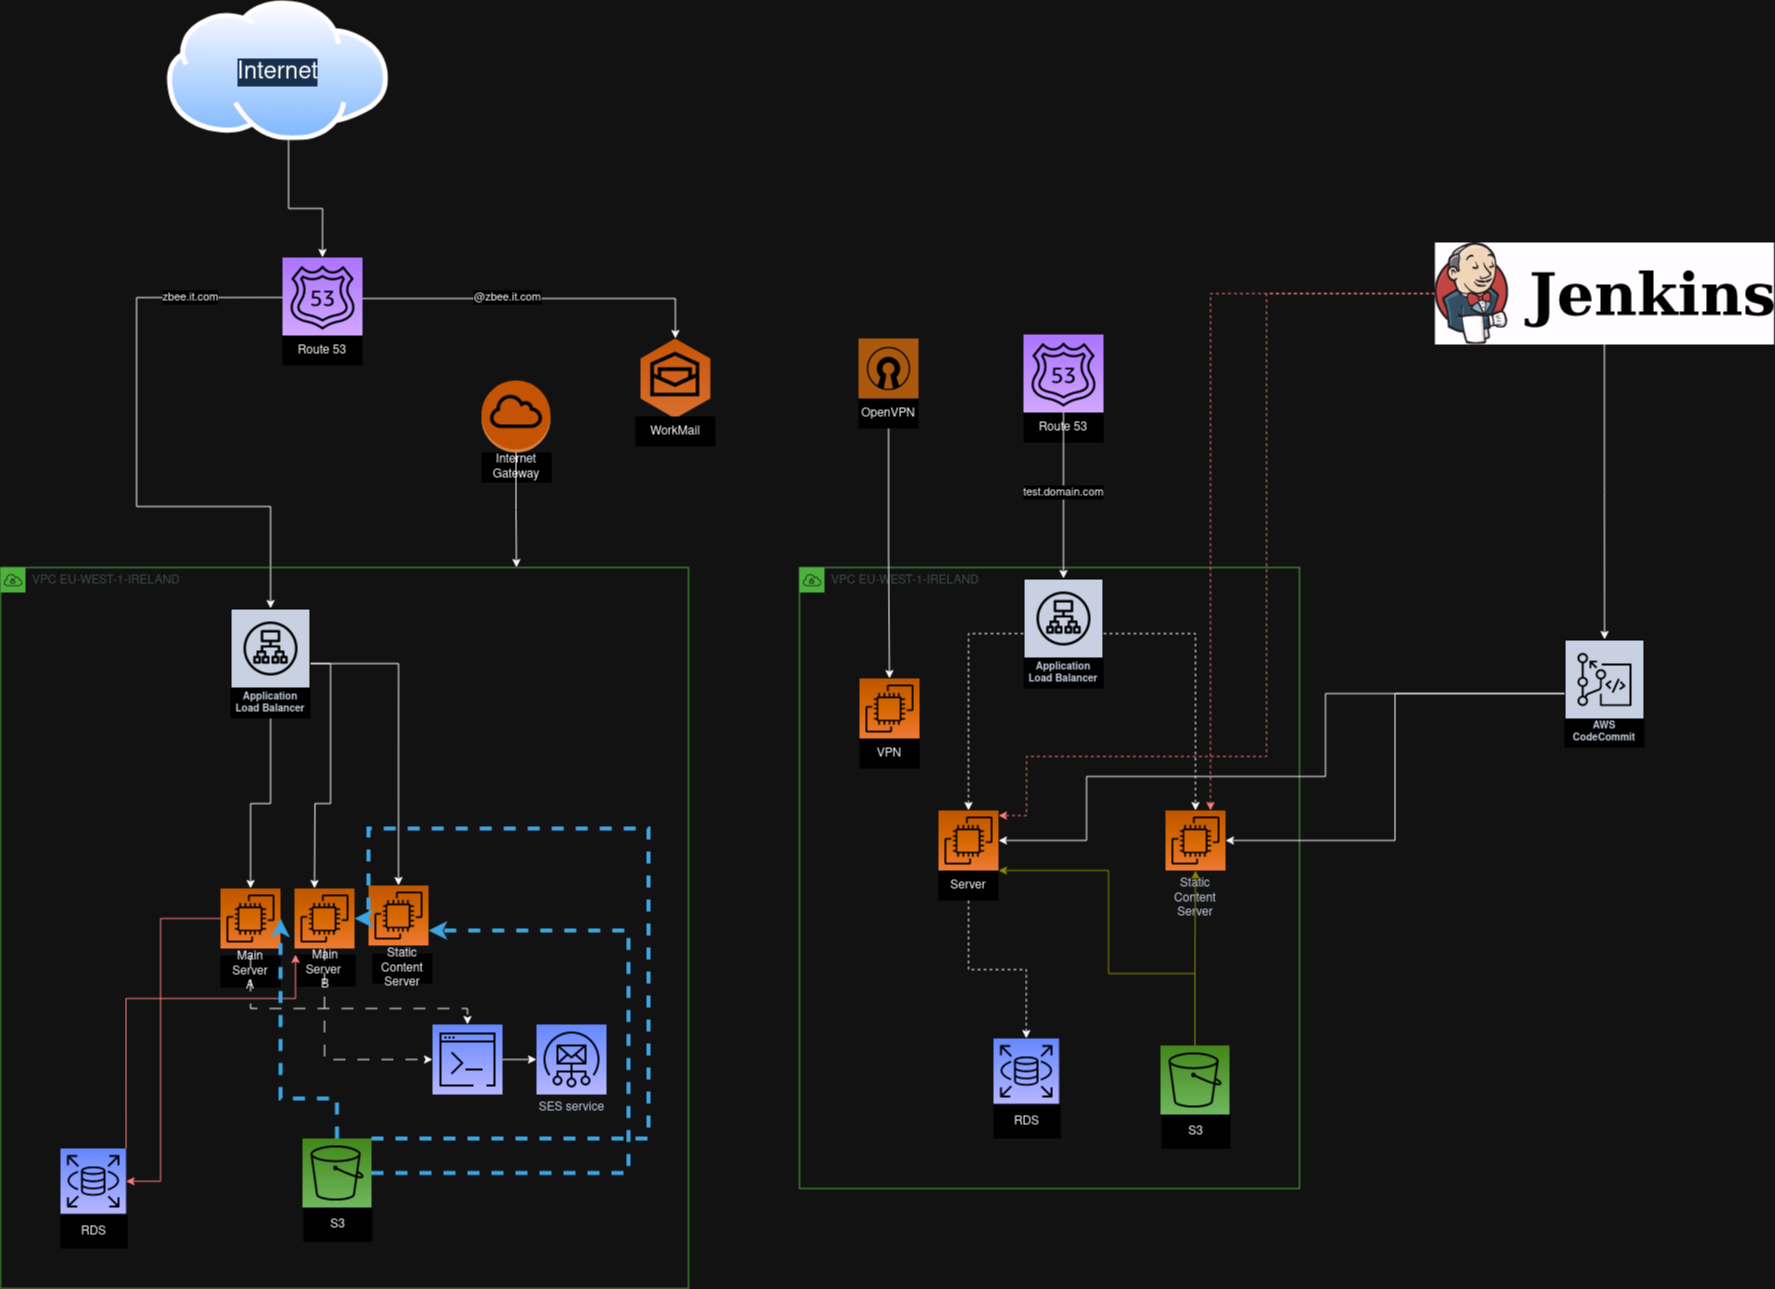 Internet
53
Route 53
zbee.it.com
@zbee.it.com
WorkMail
Internet
Gateway
VPC EU-WEST-1-IRELAND
Application
Load Balancer
Main
Server
A
Main
Server
B
Static
Content
Server
SES service
RDS
S3
Jenkins
OpenVPN
53
Route 53
test.domain.com
VPC EU-WEST-1-IRELAND
Application
Load Balancer
VPN
AWS
CodeCommit
Server
Static
Content
Server
RDS
S3